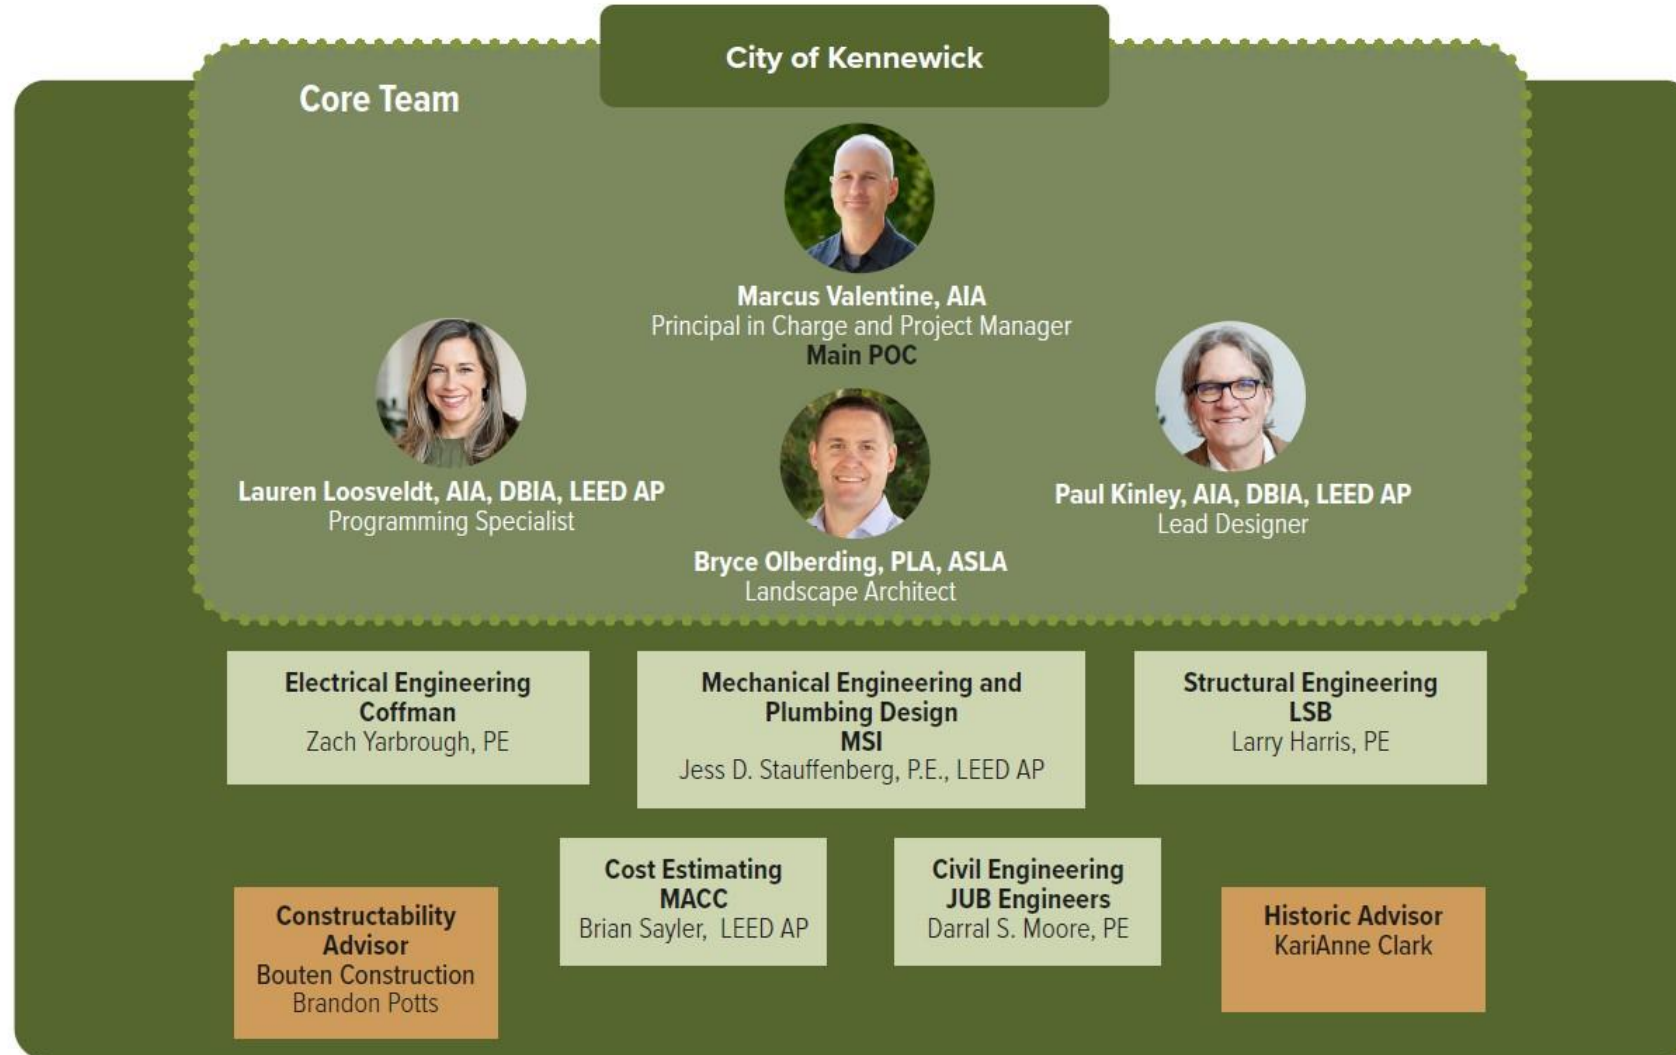 City of Kennewick
Core Team
Marcus Valentine, AIA
Principal in Charge and Project Manager
Main POC
Lauren Loosveldt, AIA, DBIA, LEED AP
Programming Specialist
Paul Kinley, AIA, DBIA, LEED AP
Lead Designer
Bryce Olberding, PLA, ASLA
Landscape Architect
Electrical Engineering
Coffman
Zach Yarbrough, PE
Mechanical Engineering and
Plumbing Design
MSI
Jess D. Stauffenberg, P.E., LEED AP
Structural Engineering
LSB
Larry Harris, PE
Cost Estimating
MACC
Brian Sayler, LEED AP
Civil Engineering
JUB Engineers
Darral S. Moore, PE
Constructability
Advisor
Bouten Construction
Brandon Potts
Historic Advisor
KariAnne Clark